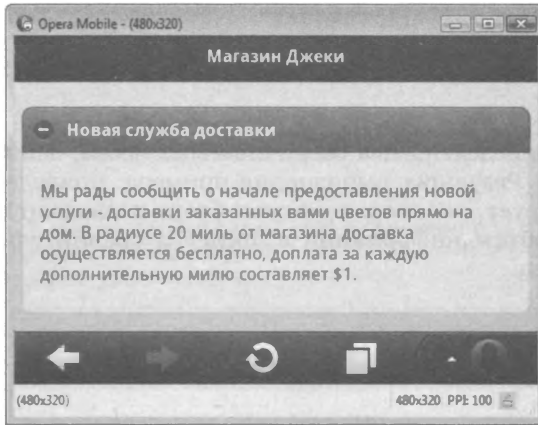 Opera Mobile - (480x320)
Магазин Джеки
Новая служба доставки
Мы рады сообщить о начале предоставления новой
услуги - доставки заказанных вами цветов прямо на
дом. В радиусе 20 миль от магазина доставка
осуществляется бесплатно, доплата за каждую
дополнительную милю составляет $1.
(480x320)
480x320 PPI: 100